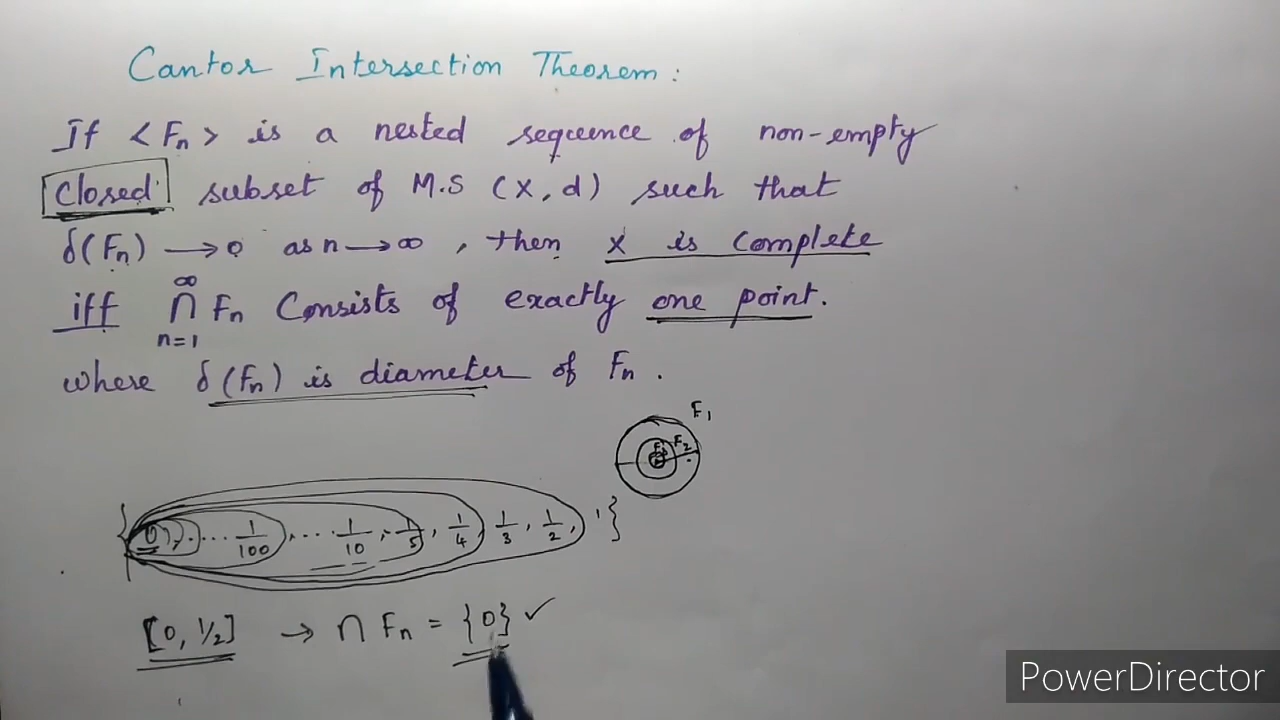 Cantor Intersection Theorem:
If <Fn> is a nested sequence of non-empty
closed subset of M.S (X, d) such that
δ(Fn) → 0 as n → ∞, then X is complete
iff ∞∩n=1 Fn Consists of exactly one point.
where δ(Fn) is diameter of Fn.
F1
F2
{0, ... 1/100, ... 1/10, .. 1/5, 1/4, 1/3, 1/2, 1}
[0, 1/2] → ∩ Fn = {0} ✓
PowerDirector